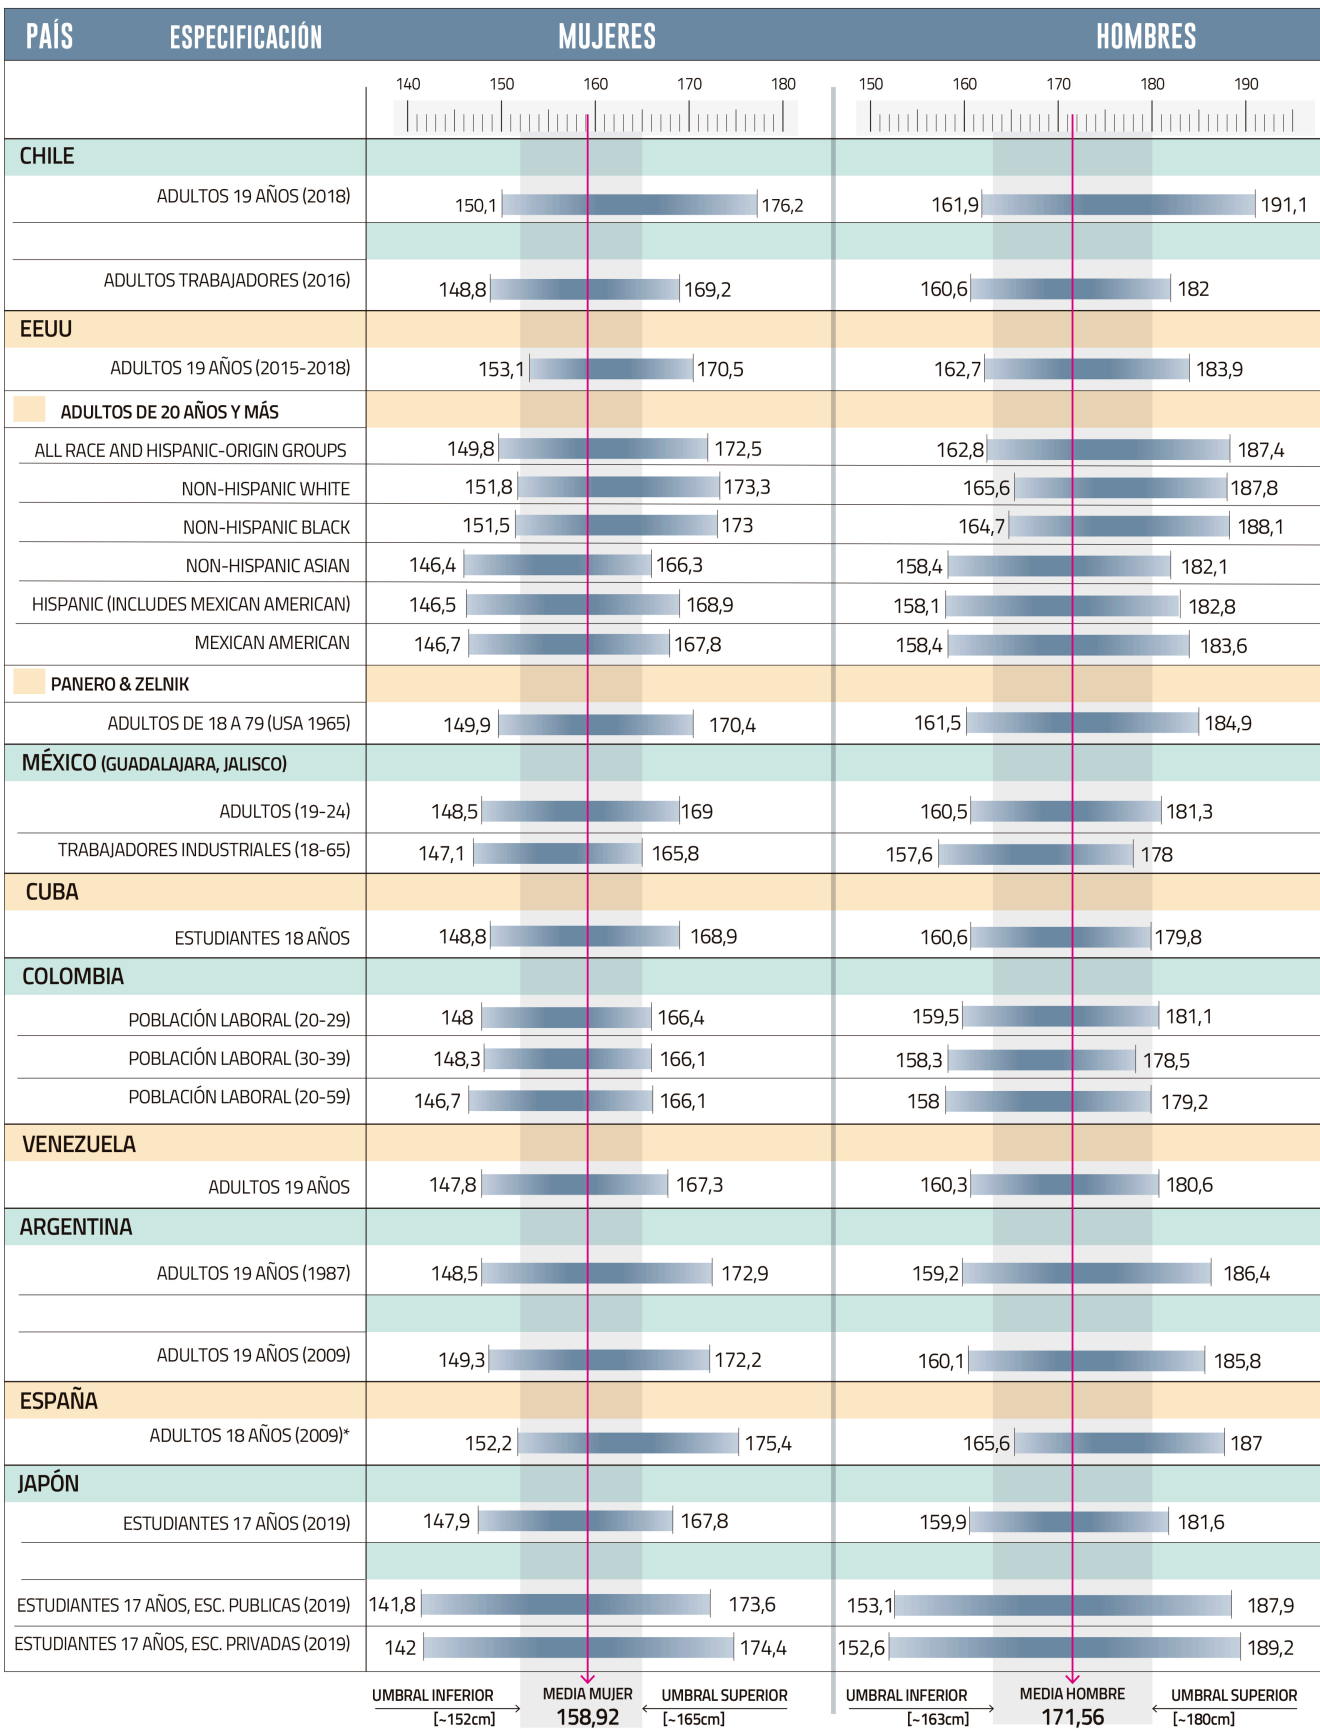 PAÍS ESPECIFICACIÓN MUJERES HOMBRES
140 150 160 170 180 150 160 170 180 190
CHILE
ADULTOS 19 AÑOS (2018) 150,1 176,2 161,9 191,1
ADULTOS TRABAJADORES (2016) 148,8 169,2 160,6 182
EEUU
ADULTOS 19 AÑOS (2015-2018) 153,1 170,5 162,7 183,9
ADULTOS DE 20 AÑOS Y MÁS
ALL RACE AND HISPANIC-ORIGIN GROUPS 149,8 172,5 162,8 187,4
NON-HISPANIC WHITE 151,8 173,3 165,6 187,8
NON-HISPANIC BLACK 151,5 173 164,7 188,1
NON-HISPANIC ASIAN 146,4 166,3 158,4 182,1
HISPANIC (INCLUDES MEXICAN AMERICAN) 146,5 168,9 158,1 182,8
MEXICAN AMERICAN 146,7 167,8 158,4 183,6
PANERO & ZELNIK
ADULTOS DE 18 A 79 (USA 1965) 149,9 170,4 161,5 184,9
MÉXICO (GUADALAJARA, JALISCO)
ADULTOS (19-24) 148,5 169 160,5 181,3
TRABAJADORES INDUSTRIALES (18-65) 147,1 165,8 157,6 178
CUBA
ESTUDIANTES 18 AÑOS 148,8 168,9 160,6 179,8
COLOMBIA
POBLACIÓN LABORAL (20-29) 148 166,4 159,5 181,1
POBLACIÓN LABORAL (30-39) 148,3 166,1 158,3 178,5
POBLACIÓN LABORAL (20-59) 146,7 166,1 158 179,2
VENEZUELA
ADULTOS 19 AÑOS 147,8 167,3 160,3 180,6
ARGENTINA
ADULTOS 19 AÑOS (1987) 148,5 172,9 159,2 186,4
ADULTOS 19 AÑOS (2009) 149,3 172,2 160,1 185,8
ESPAÑA
ADULTOS 18 AÑOS (2009)* 152,2 175,4 165,6 187
JAPÓN
ESTUDIANTES 17 AÑOS (2019) 147,9 167,8 159,9 181,6
ESTUDIANTES 17 AÑOS, ESC. PUBLICAS (2019) 141,8 173,6 153,1 187,9
ESTUDIANTES 17 AÑOS, ESC. PRIVADAS (2019) 142 174,4 152,6 189,2
UMBRAL INFERIOR MEDIA MUJER UMBRAL SUPERIOR UMBRAL INFERIOR MEDIA HOMBRE UMBRAL SUPERIOR
[~152cm] 158,92 [~165cm] [~163cm] 171,56 [~180cm]